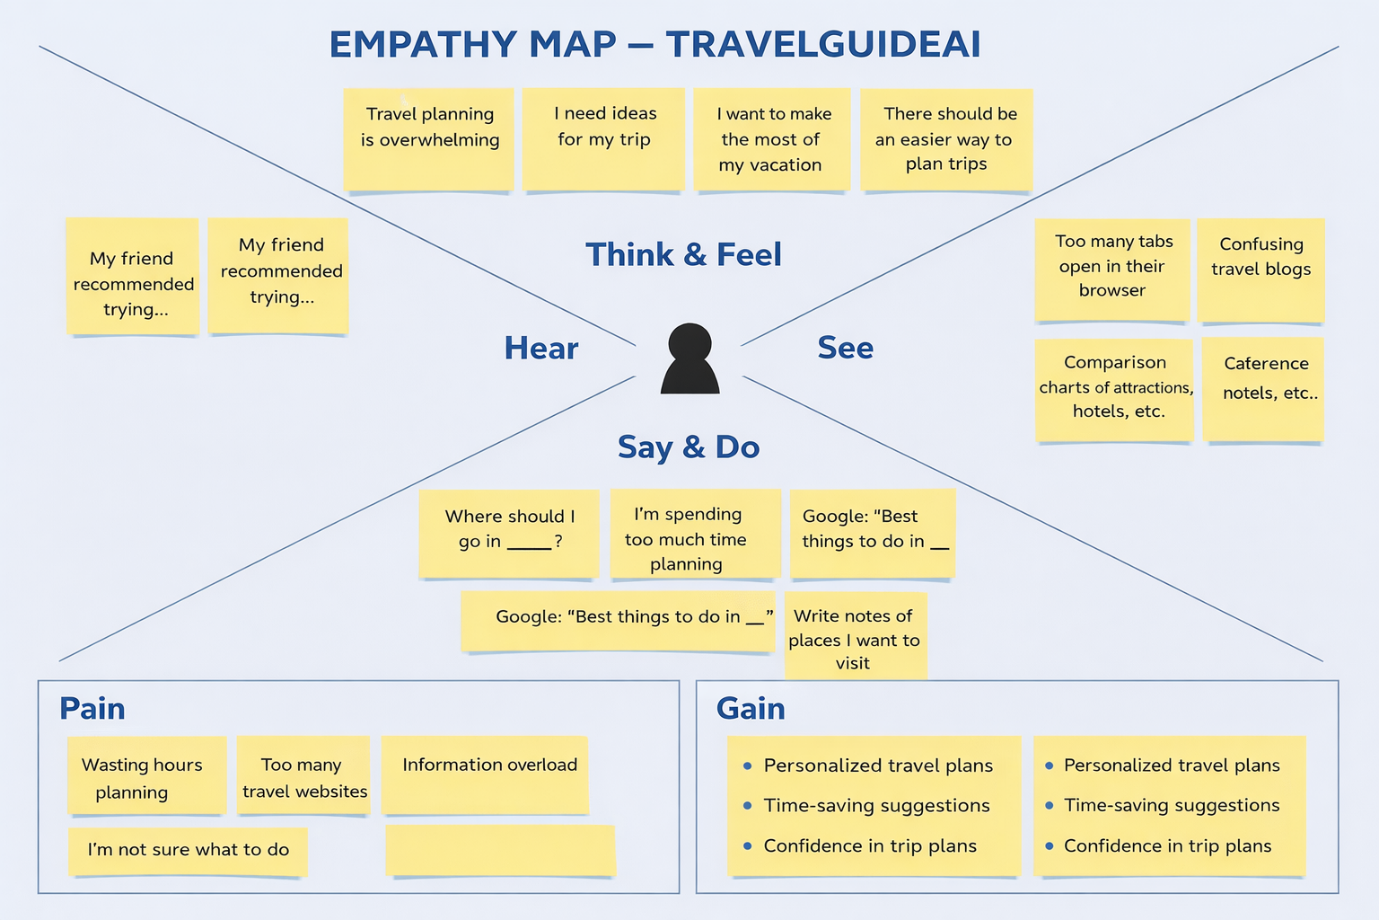 EMPATHY MAP – TRAVELGUIDEAI
Travel planning
is overwhelming
I need ideas
for my trip
I want to make
the most of
my vacation
There should be
an easier way to
plan trips
Think & Feel
My friend
recommended
trying...
My friend
recommended
trying...
Hear
See
Too many tabs
open in their
browser
Confusing
travel blogs
Comparison
charts of attractions,
hotels, etc.
Caference
notels, etc..
Say & Do
Where should I
go in _____ ?
I'm spending
too much time
planning
Google: “Best
things to do in __
Google: “Best things to do in __”
Write notes of
places I want to
visit
Pain
Wasting hours
planning
Too many
travel websites
Information overload
I'm not sure what to do
Gain
• Personalized travel plans
• Time-saving suggestions
• Confidence in trip plans
• Personalized travel plans
• Time-saving suggestions
• Confidence in trip plans